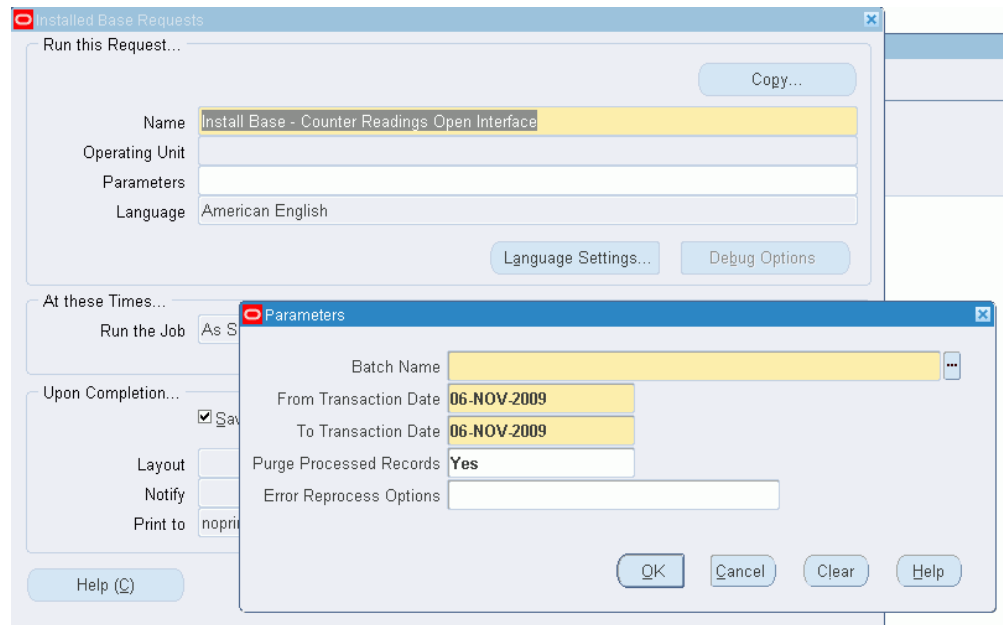 Installed Base Requests
Run this Request...
Copy...
Name Install Base - Counter Readings Open Interface
Operating Unit
Parameters
Language American English
Language Settings... Debug Options
At these Times...
Run the Job As S
Parameters
Batch Name ...
From Transaction Date 06-NOV-2009
To Transaction Date 06-NOV-2009
Purge Processed Records Yes
Error Reprocess Options
OK Cancel Clear Help
Upon Completion...
Sav
Layout
Notify
Print to nopri
Help (C)